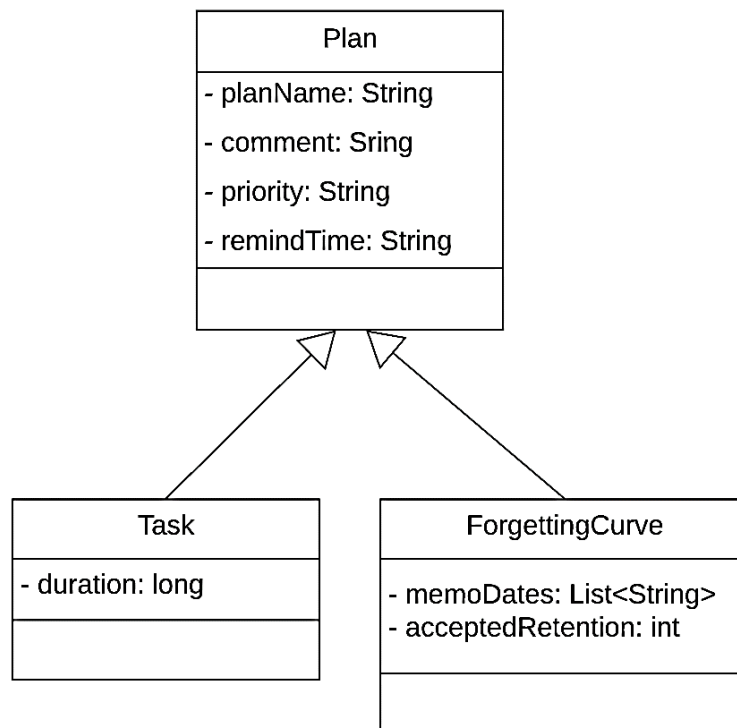 Plan
- planName: String
- comment: Sring
- priority: String
- remindTime: String
Task
- duration: long
ForgettingCurve
- memoDates: List<String>
- acceptedRetention: int